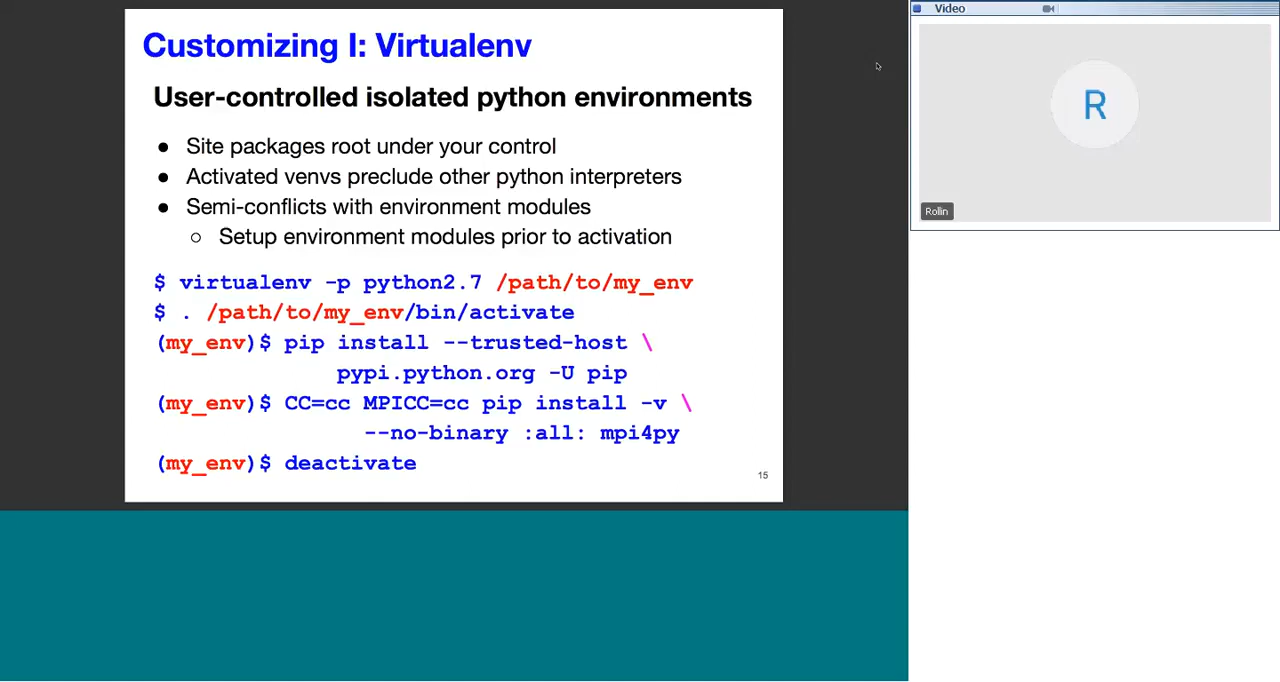 Customizing I: Virtualenv
User-controlled isolated python environments
● Site packages root under your control
● Activated venvs preclude other python interpreters
● Semi-conflicts with environment modules
○ Setup environment modules prior to activation
$ virtualenv -p python2.7 /path/to/my_env
$ . /path/to/my_env/bin/activate
(my_env)$ pip install --trusted-host \
pypi.python.org -U pip
(my_env)$ CC=cc MPICC=cc pip install -v \
--no-binary :all: mpi4py
(my_env)$ deactivate
15
Video
R
Rolin